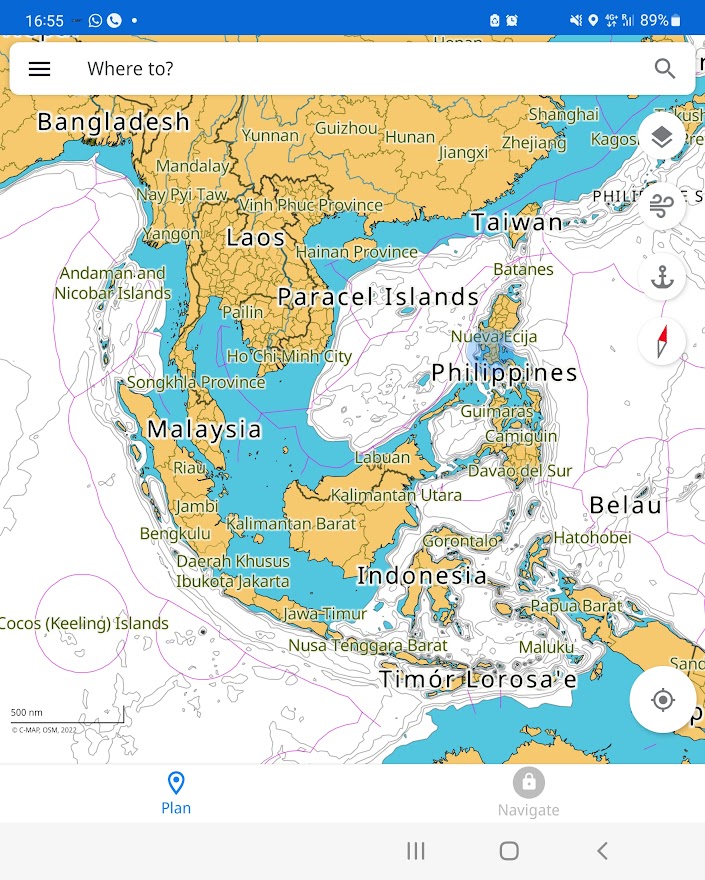 16:55
4G+
89%
Henan
Where to?
Bangladesh
Yunnan
Guizhou
Hunan
Jiangxi
Shanghai
Zhejiang
Mandalay
Nay Pyi Taw
Vinh Phuc Province
Yangon
Laos
Hainan Province
Taiwan
Batanes
Andaman and
Nicobar Islands
Paracel Islands
Pailin
Nueva Ecija
Ho Chi Minh City
Philippines
Songkhla Province
Guimaras
Malaysia
Camiguin
Labuan
Riau
Davao del Sur
Kalimantan Utara
Jambi
Belau
Kalimantan Barat
Bengkulu
Gorontalo
Hatohobei
Daerah Khusus
Ibukota Jakarta
Indonesia
Papua Barat
Jawa Timur
Cocos (Keeling) Islands
Nusa Tenggara Barat
Maluku
Sand
Timór Lorosa'e
500 nm
© C-MAP, OSM, 2022
Plan
Navigate